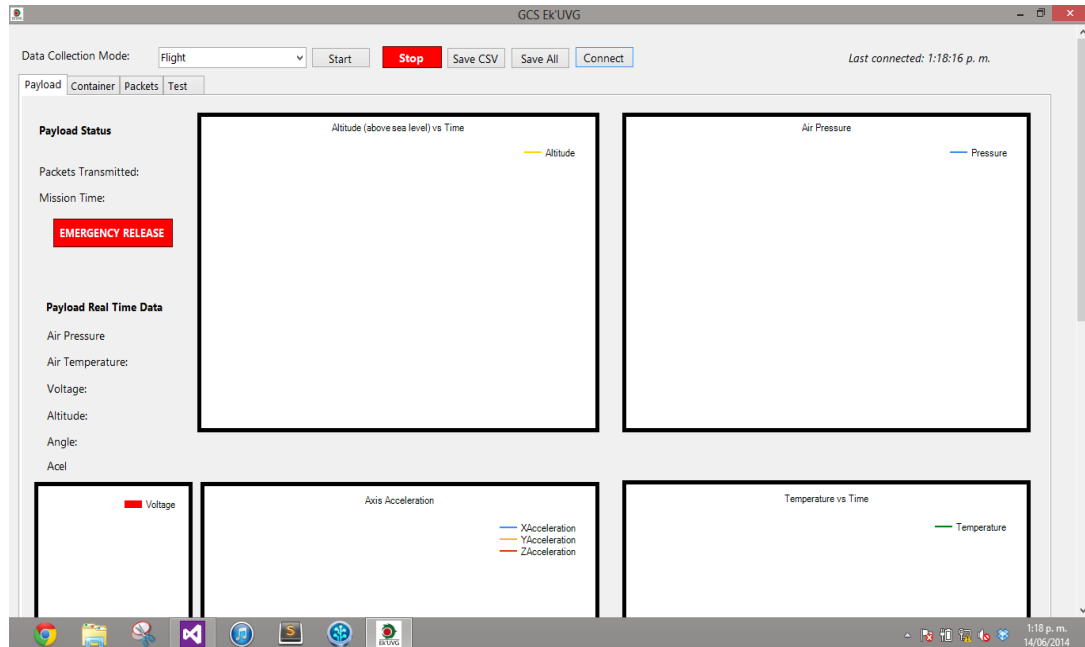 GCS Ek'UVG
Data Collection Mode: Flight Start Stop Save CSV Save All Connect Last connected: 1:18:16 p. m.
Payload Container Packets Test
Payload Status
Packets Transmitted:
Mission Time:
EMERGENCY RELEASE
Payload Real Time Data
Air Pressure
Air Temperature:
Voltage:
Altitude:
Angle:
Acel
Altitude (above sea level) vs Time
Altitude
Air Pressure
Pressure
Voltage
Axis Acceleration
XAcceleration
YAcceleration
ZAcceleration
Temperature vs Time
Temperature
EK'UVG
1:18 p. m.
14/06/2014